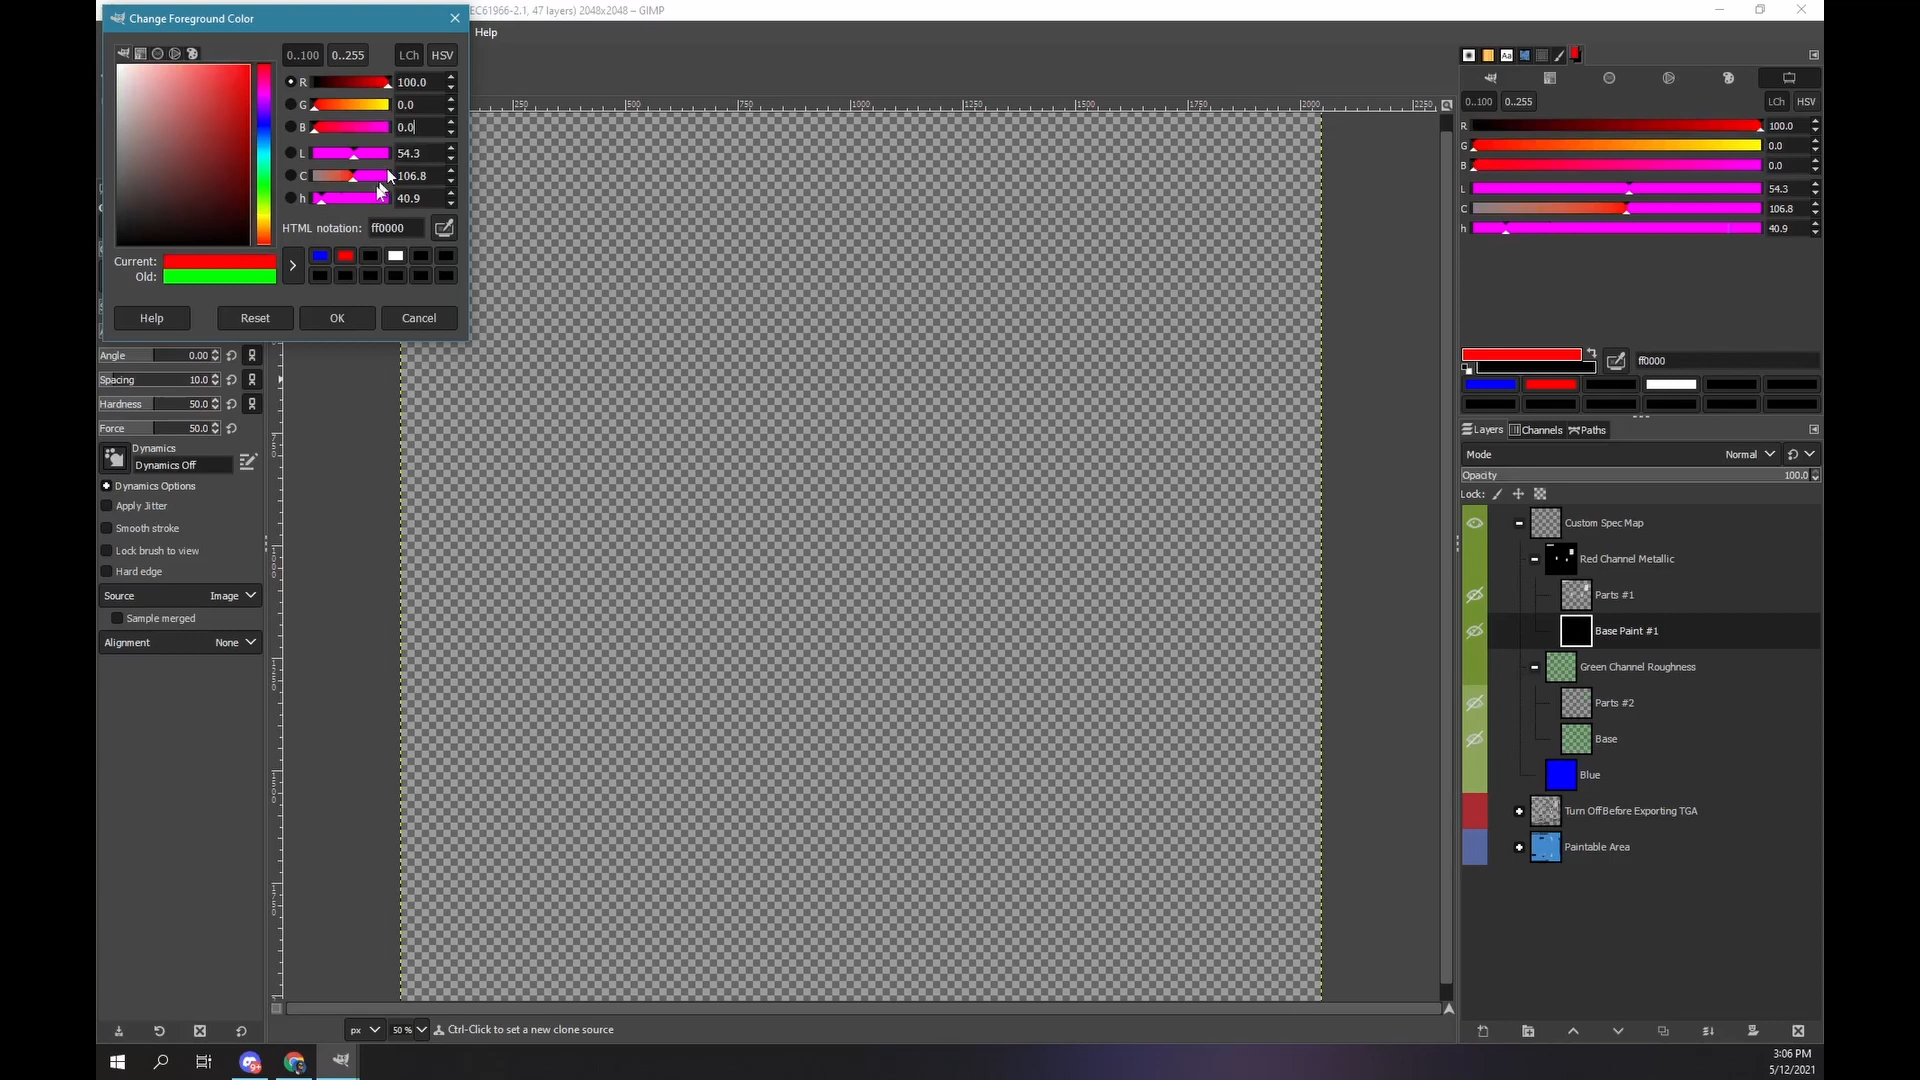 Change Foreground Color
EC61966-2.1, 47 layers) 2048x2048 – GIMP
Help
0..100 0..255 LCh HSV
R 100.0
G 0.0
B 0.0
L 54.3
C 106.8
h 40.9
HTML notation: ff0000
Current:
Old:
Help Reset OK Cancel
250 500 750 1000 1250 1500 1750 2000 2250
Angle 0.00
Spacing 10.0
Hardness 50.0
Force 50.0
Dynamics
Dynamics Off
Dynamics Options
Apply Jitter
Smooth stroke
Lock brush to view
Hard edge
Source Image
Sample merged
Alignment None
750
1000
1250
1500
1750
px 50 % Ctrl-Click to set a new clone source
Aa
0..100 0..255 LCh HSV
R 100.0
G 0.0
B 0.0
L 54.3
C 106.8
h 40.9
ff0000
Layers Channels Paths
Mode Normal
Opacity 100.0
Lock:
Custom Spec Map
Red Channel Metallic
Parts #1
Base Paint #1
Green Channel Roughness
Parts #2
Base
Blue
Turn Off Before Exporting TGA
Paintable Area
9+
3:06 PM
5/12/2021